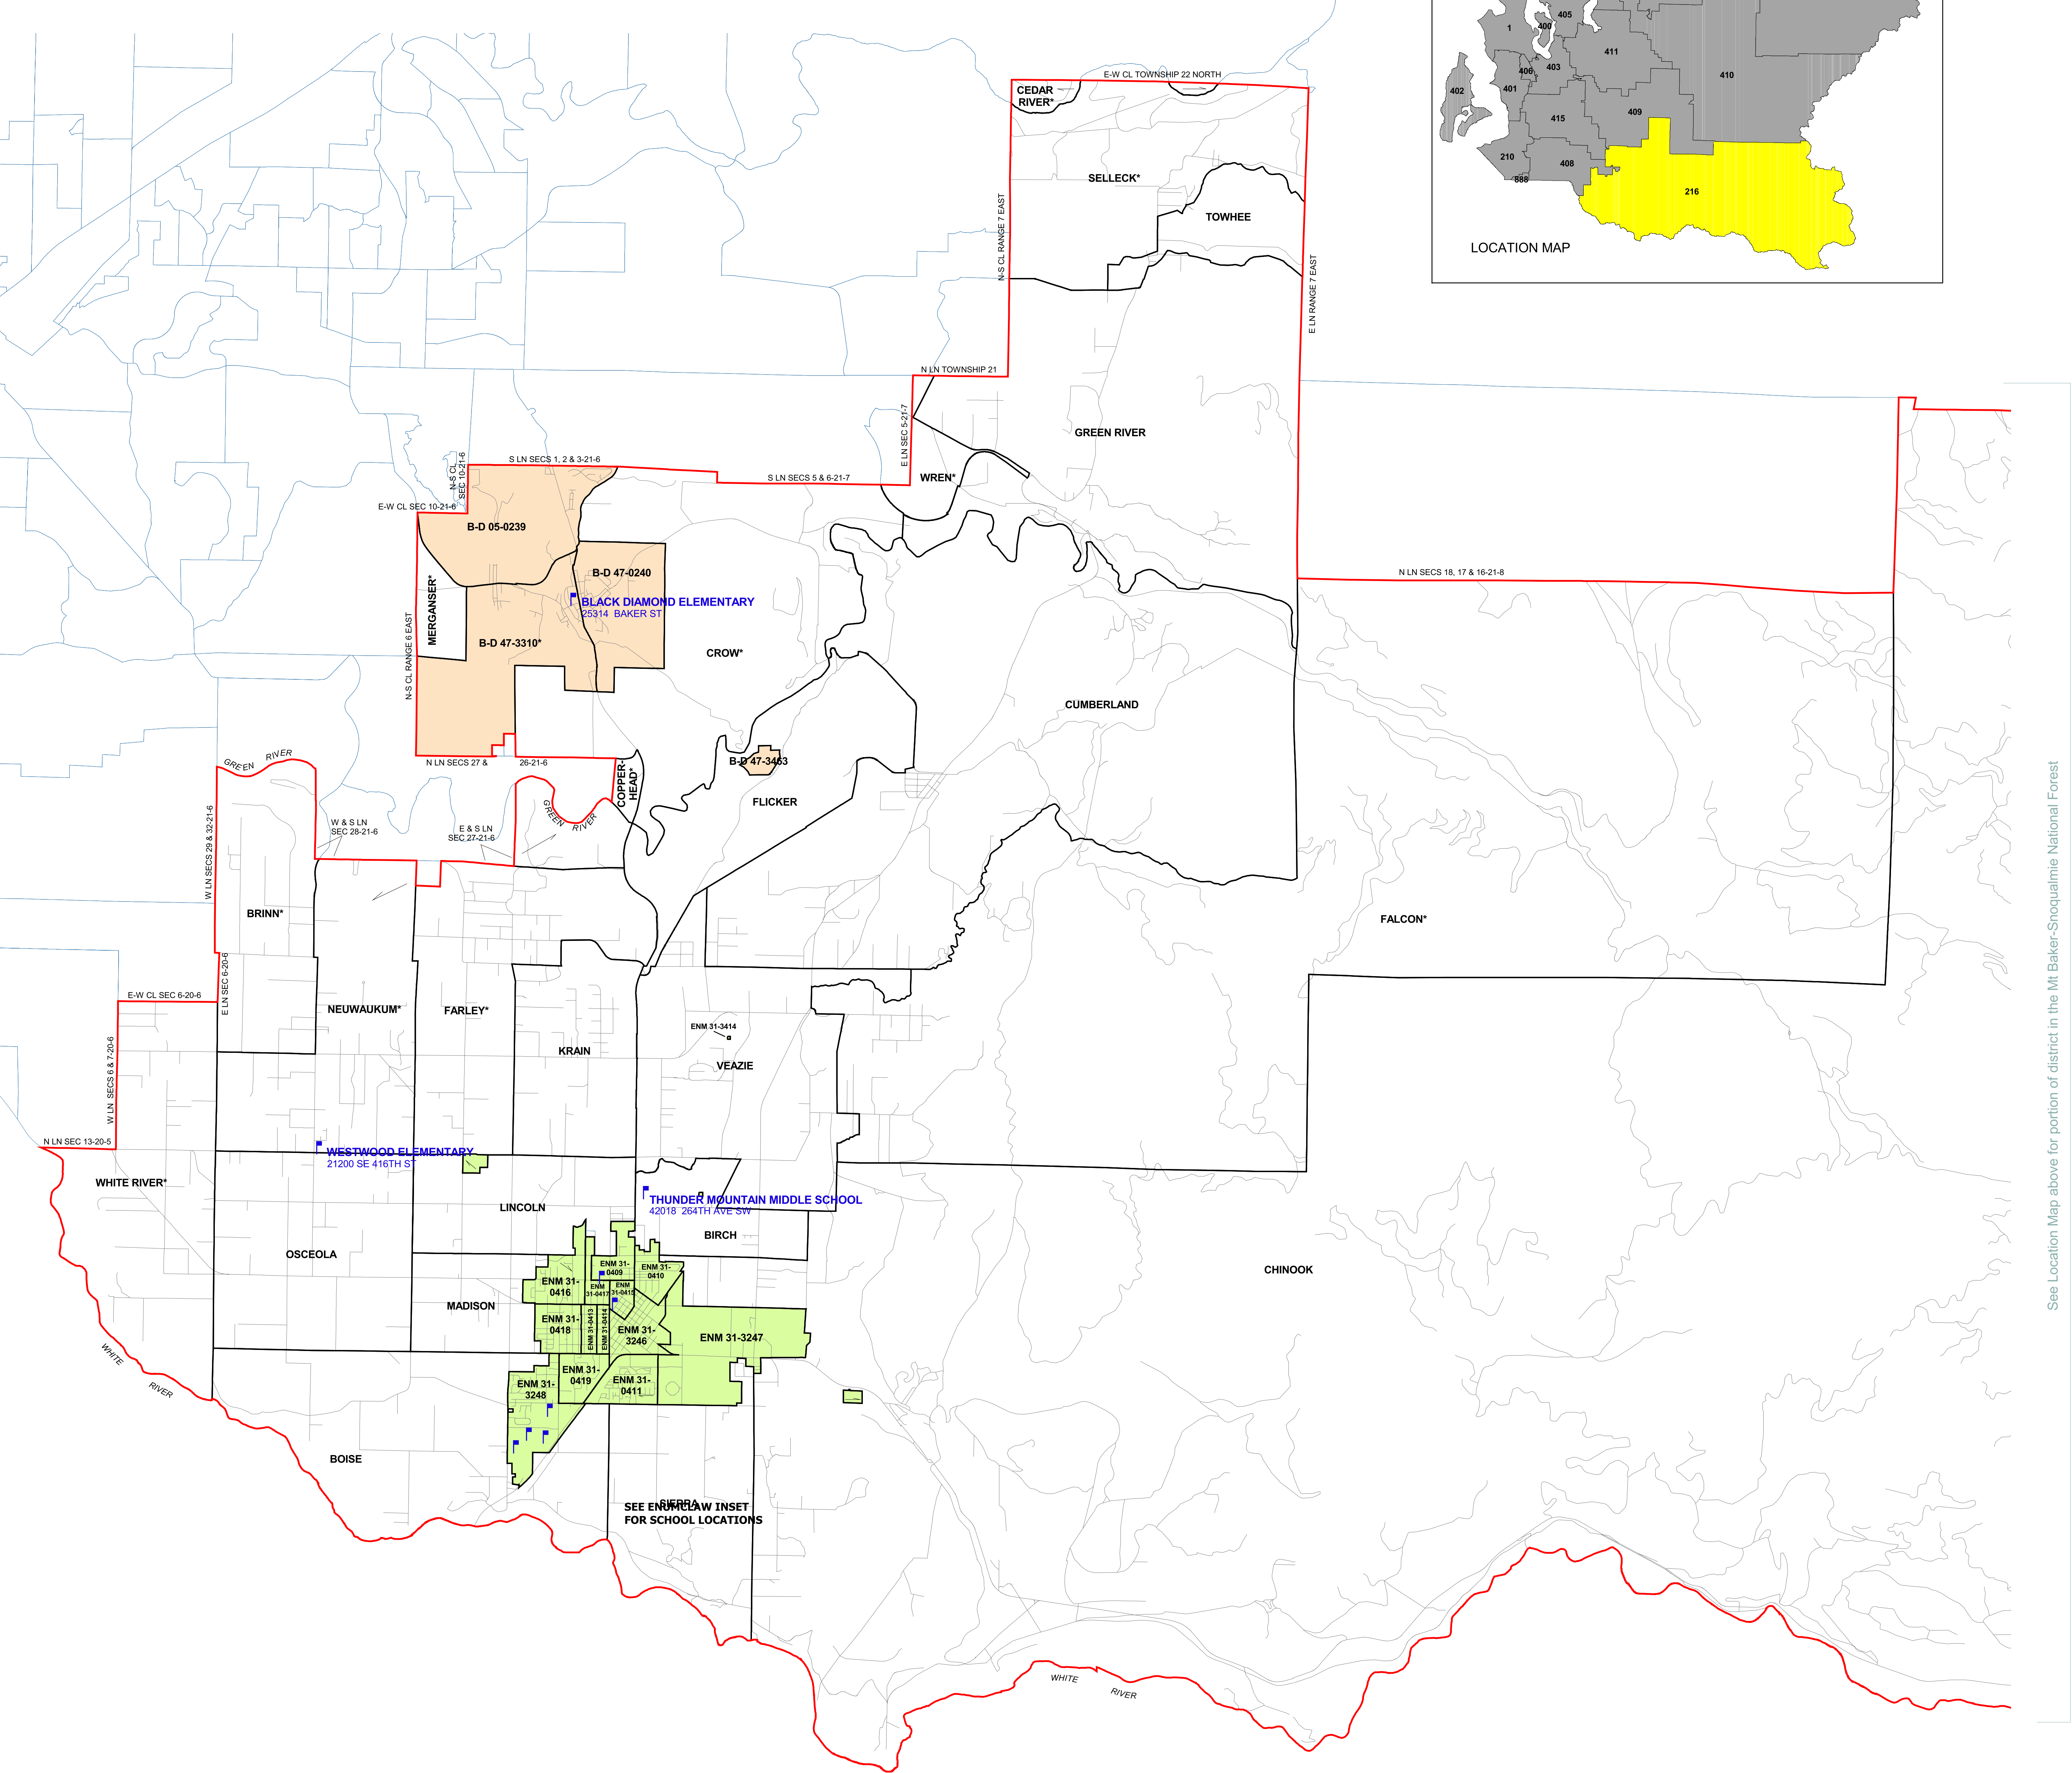 405
1
400
411
406
403
410
402
401
409
415
210
408
888
216
LOCATION MAP
E-W CL TOWNSHIP 22 NORTH
CEDAR
RIVER*
SELLECK*
TOWHEE
N-S CL RANGE 7 EAST
E LN RANGE 7 EAST
N LN TOWNSHIP 21
E LN SEC 5-21-7
GREEN RIVER
WREN*
S LN SECS 1, 2 & 3-21-6
S LN SECS 5 & 6-21-7
N-S CL
SEC 10-21-6
E-W CL SEC 10-21-6
B-D 05-0239
B-D 47-0240
BLACK DIAMOND ELEMENTARY
25314 BAKER ST
MERGANSER*
N-S CL RANGE 6 EAST
B-D 47-3310*
CROW*
N LN SECS 18, 17 & 16-21-8
CUMBERLAND
GREEN RIVER
N LN SECS 27 &
26-21-6
COPPER-
HEAD*
B-D 47-3463
FLICKER
GREEN RIVER
W & S LN
SEC 28-21-6
E & S LN
SEC 27-21-6
W LN SECS 29 & 32-21-6
BRINN*
FALCON*
E LN SEC 6-20-6
E-W CL SEC 6-20-6
NEUWAUKUM*
FARLEY*
KRAIN
ENM 31-3414
VEAZIE
W LN SECS 6 & 7-20-6
N LN SEC 13-20-5
WESTWOOD ELEMENTARY
21200 SE 416TH ST
WHITE RIVER*
LINCOLN
THUNDER MOUNTAIN MIDDLE SCHOOL
42018 264TH AVE SW
BIRCH
OSCEOLA
CHINOOK
ENM 31-
0409
ENM 31-
0410
ENM 31-
0416
ENM
31-0417
ENM
31-0415
MADISON
ENM 31-
0418
ENM 31-0413
ENM 31-0414
ENM 31-
3246
ENM 31-3247
ENM 31-
0419
ENM 31-
0411
ENM 31-
3248
WHITE
RIVER
BOISE
SIERRA
SEE ENUMCLAW INSET
FOR SCHOOL LOCATIONS
WHITE
RIVER
See Location Map above for portion of district in the Mt Baker-Snoqualmie National Forest